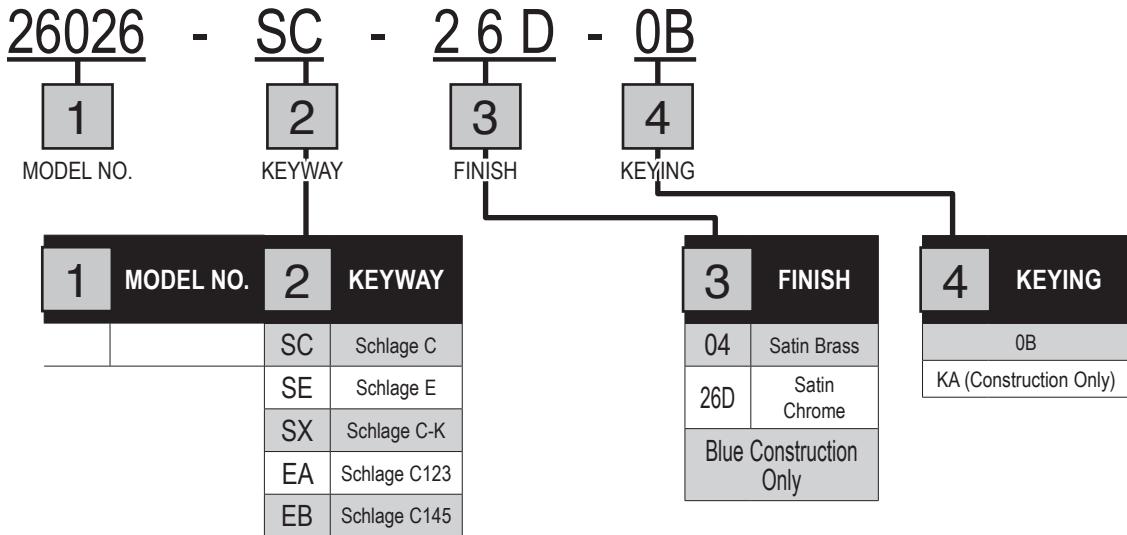 26026 - SC - 26D - 0B
1 2 3 4
MODEL NO. KEYWAY FINISH KEYING
1 MODEL NO. 2 KEYWAY
SC Schlage C
SE Schlage E
SX Schlage C-K
EA Schlage C123
EB Schlage C145
3 FINISH
04 Satin Brass
26D Satin
Chrome
Blue Construction
Only
4 KEYING
0B
KA (Construction Only)